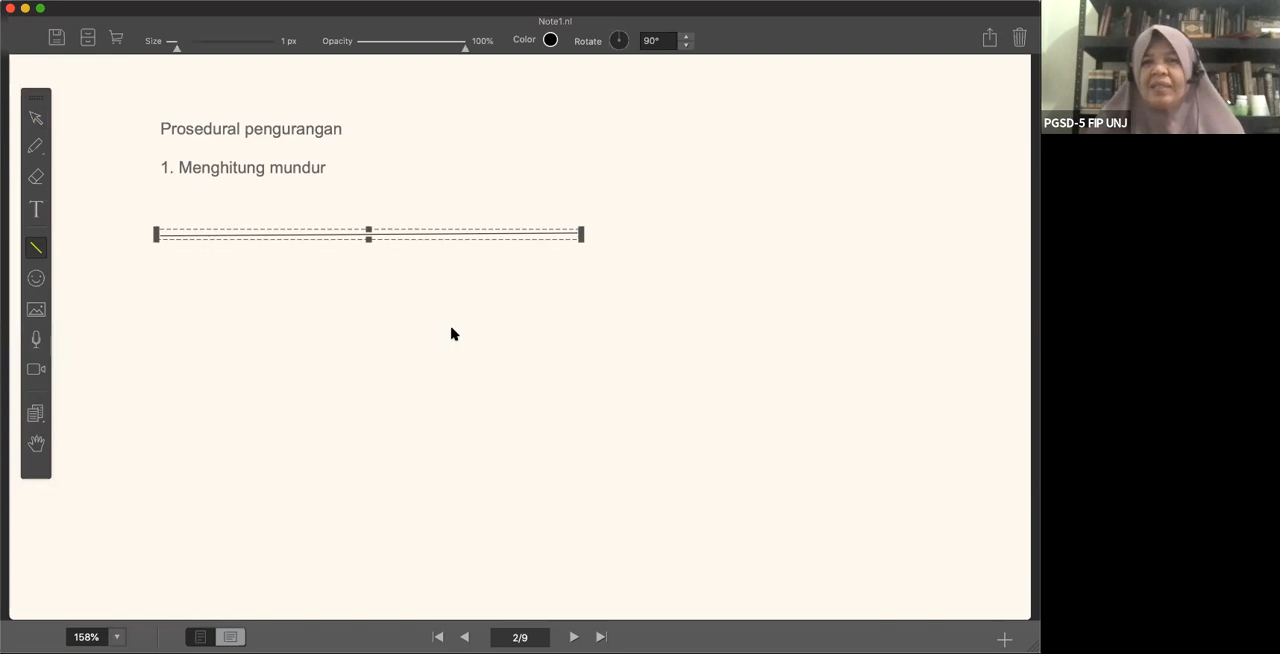 Note1.nl
Size 1 px Opacity 100% Color Rotate 90°
PGSD-5 FIP UNJ
Prosedural pengurangan
1. Menghitung mundur
T
158% 2/9